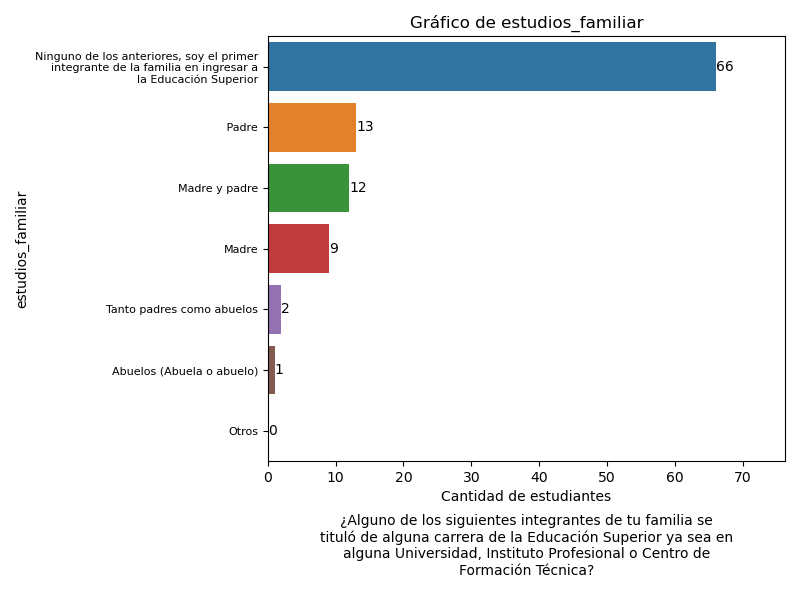 Gráfico de estudios_familiar
Ninguno de los anteriores, soy el primer
integrante de la familia en ingresar a
la Educación Superior
66
Padre
13
Madre y padre
12
Madre
9
Tanto padres como abuelos
2
Abuelos (Abuela o abuelo)
1
Otros
0
estudios_familiar
0 10 20 30 40 50 60 70
Cantidad de estudiantes
¿Alguno de los siguientes integrantes de tu familia se
tituló de alguna carrera de la Educación Superior ya sea en
alguna Universidad, Instituto Profesional o Centro de
Formación Técnica?